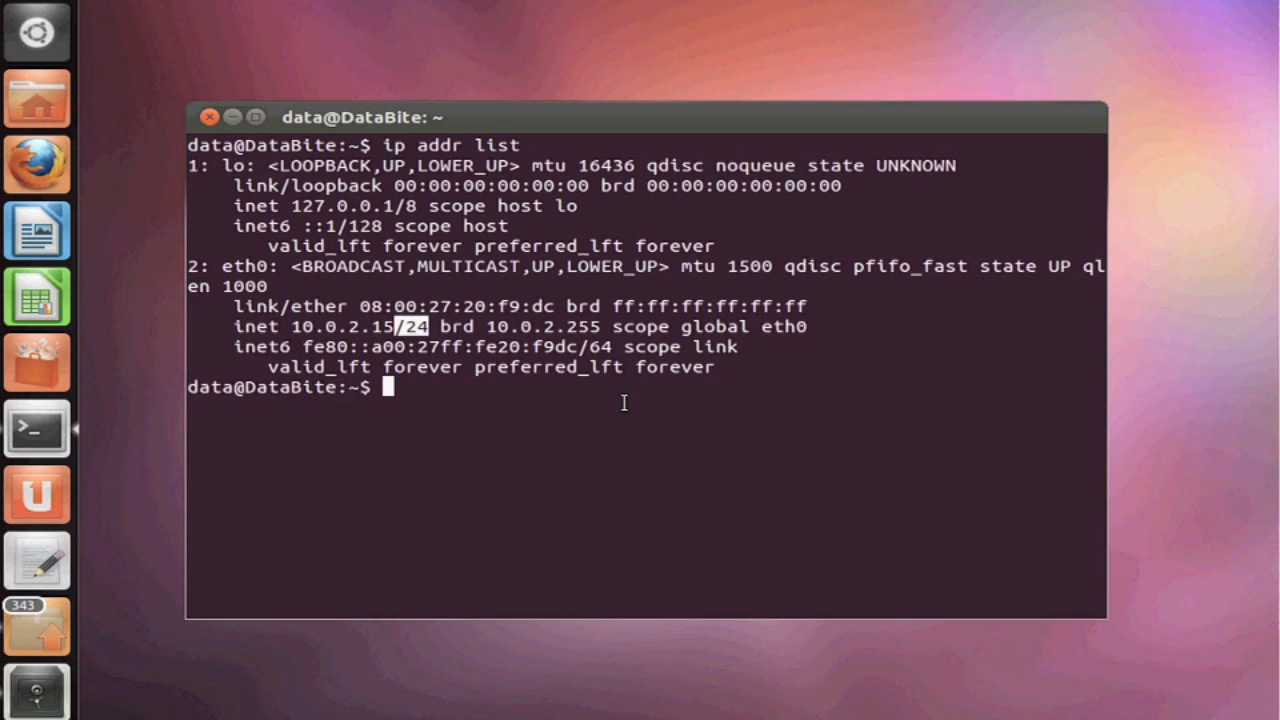 data@DataBite: ~
data@DataBite:~$ ip addr list
1: lo: <LOOPBACK,UP,LOWER_UP> mtu 16436 qdisc noqueue state UNKNOWN
    link/loopback 00:00:00:00:00:00 brd 00:00:00:00:00:00
    inet 127.0.0.1/8 scope host lo
    inet6 ::1/128 scope host
       valid_lft forever preferred_lft forever
2: eth0: <BROADCAST,MULTICAST,UP,LOWER_UP> mtu 1500 qdisc pfifo_fast state UP ql
en 1000
    link/ether 08:00:27:20:f9:dc brd ff:ff:ff:ff:ff:ff
    inet 10.0.2.15/24 brd 10.0.2.255 scope global eth0
    inet6 fe80::a00:27ff:fe20:f9dc/64 scope link
       valid_lft forever preferred_lft forever
data@DataBite:~$
>_
U
343